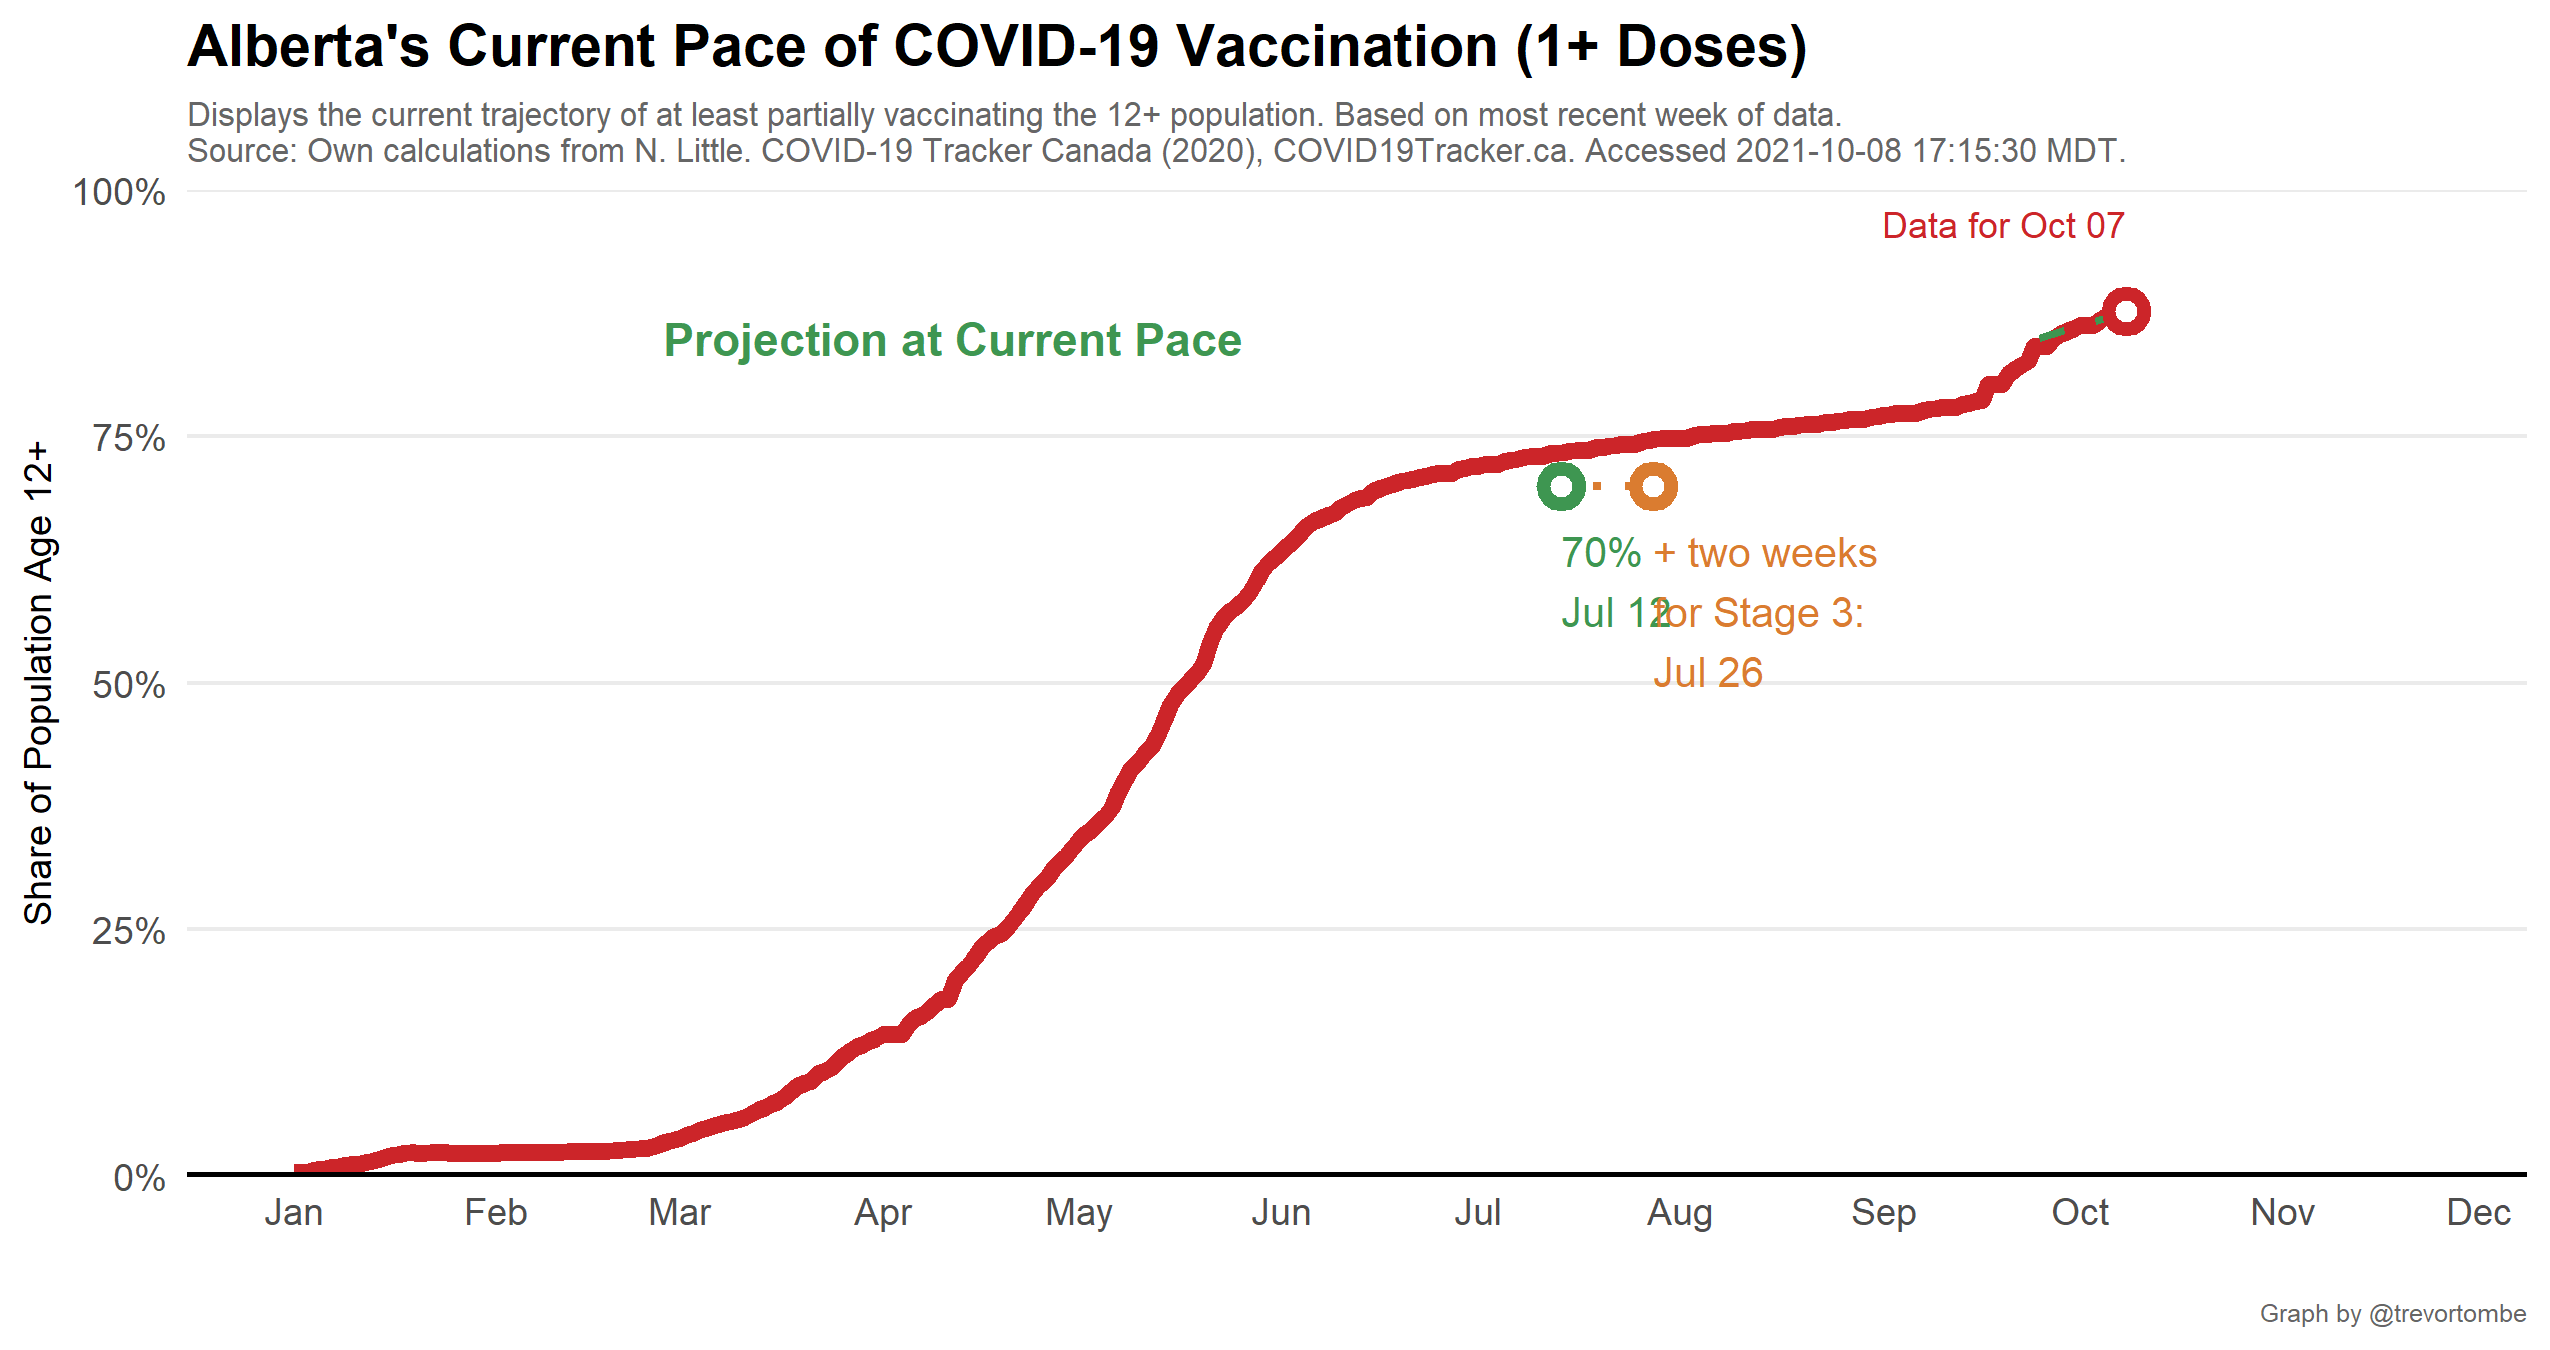 Alberta's Current Pace of COVID-19 Vaccination (1+ Doses)
Displays the current trajectory of at least partially vaccinating the 12+ population. Based on most recent week of data.
Source: Own calculations from N. Little. COVID-19 Tracker Canada (2020), COVID19Tracker.ca. Accessed 2021-10-08 17:15:30 MDT.
100%
Data for Oct 07
Projection at Current Pace
75%
Share of Population Age 12+
70%
Jul 12
+ two weeks
for Stage 3:
Jul 26
50%
25%
0%
Jan Feb Mar Apr May Jun Jul Aug Sep Oct Nov Dec
Graph by @trevortombe